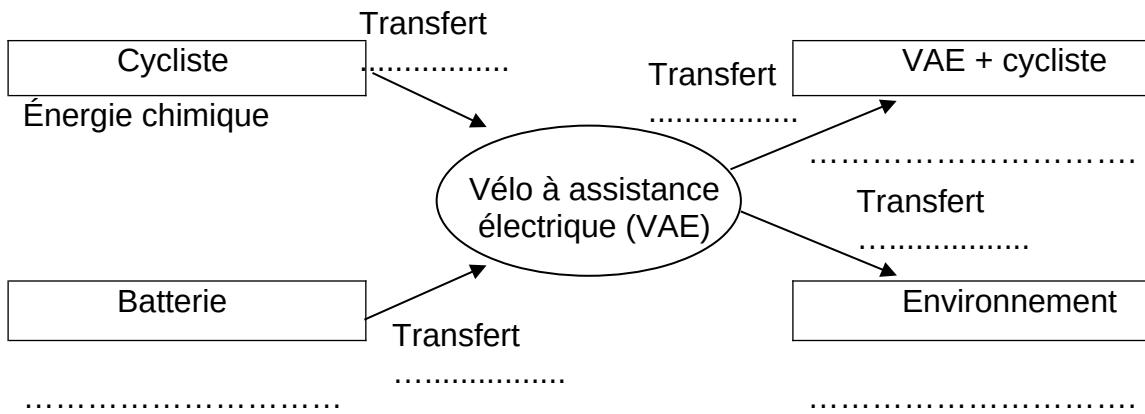 Transfert
................
Cycliste
Énergie chimique
Transfert
.................
VAE + cycliste
………………………….
Vélo à assistance
électrique (VAE)
Transfert
…................
Batterie
Transfert
…................
Environnement
…………………………
………………………….